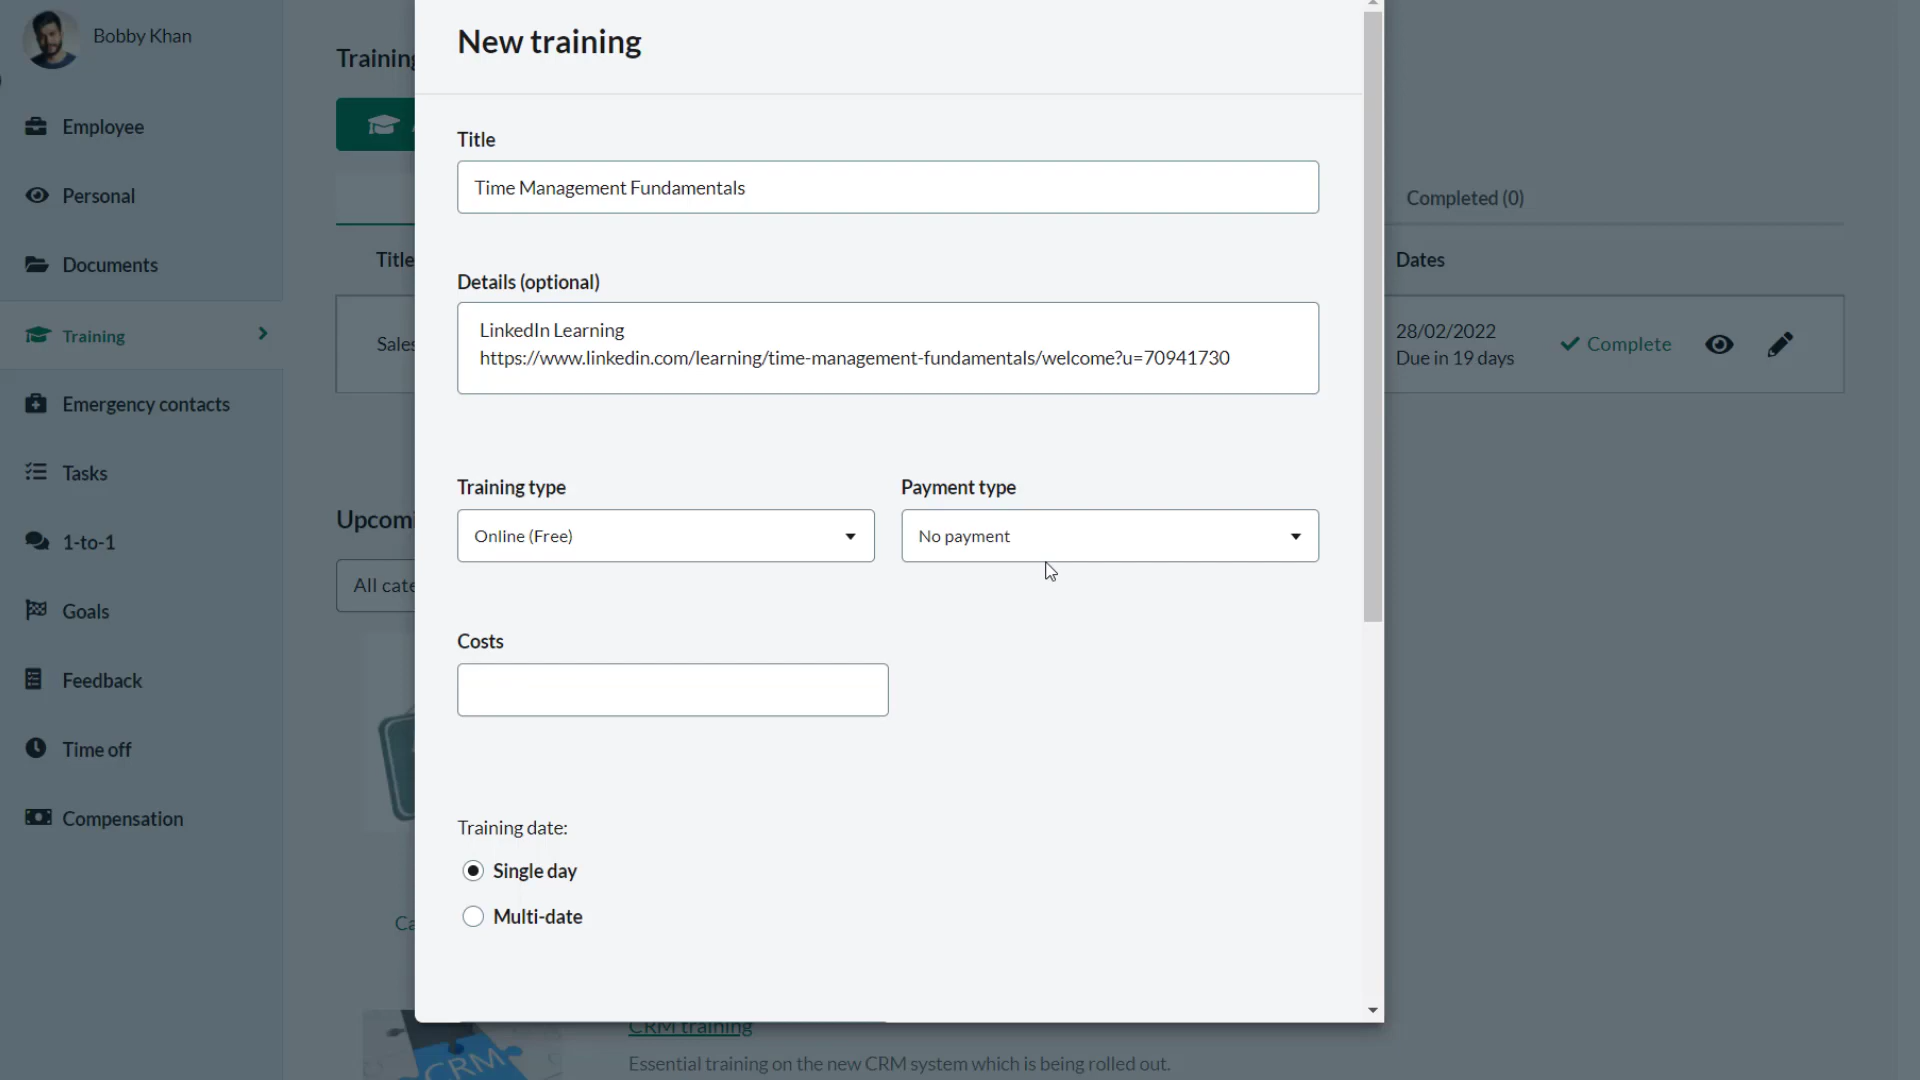 Bobby Khan
Employee
Personal
Documents
Training
Emergency contacts
Tasks
1-to-1
Goals
Feedback
Time off
Compensation
Training
Title
Sales
All
New training
Title
Time Management Fundamentals
Details (optional)
LinkedIn Learning
https://www.linkedin.com/learning/time-management-fundamentals/welcome?u=70941730
Training type
Payment type
Online (Free)
No payment
Costs
Training date:
Single day
Multi-date
Completed (0)
Dates
28/02/2022
Due in 19 days
Complete
CRM
CRM training
Essential training on the new CRM system which is being rolled out.